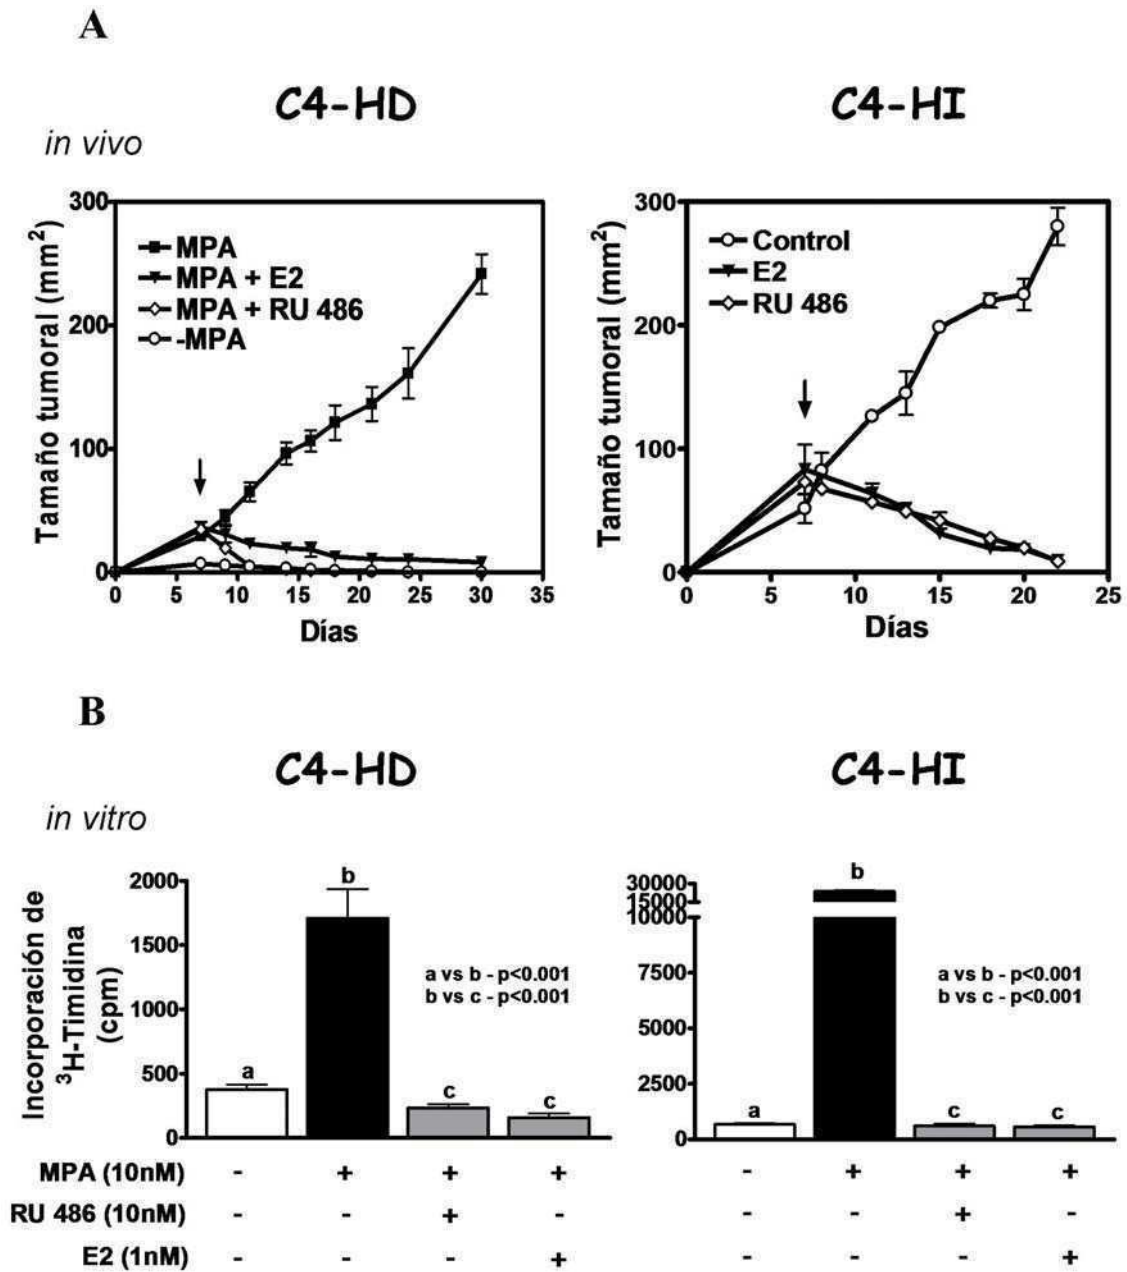 A
C4-HD
C4-HI
in vivo
Tamaño tumoral (mm²)
300
200
100
0
MPA
MPA + E2
MPA + RU 486
-MPA
0 5 10 15 20 25 30 35
Días
Tamaño tumoral (mm²)
300
200
100
0
Control
E2
RU 486
0 5 10 15 20 25
Días
B
C4-HD
C4-HI
in vitro
Incorporación de
³H-Timidina
(cpm)
2000
1500
1000
500
0
a
b
c
c
a vs b - p<0.001
b vs c - p<0.001
30000
15000
10000
7500
5000
2500
0
a
b
c
c
a vs b - p<0.001
b vs c - p<0.001
MPA (10nM) - + + + - + + +
RU 486 (10nM) - - + - - - + -
E2 (1nM) - - - + - - - +